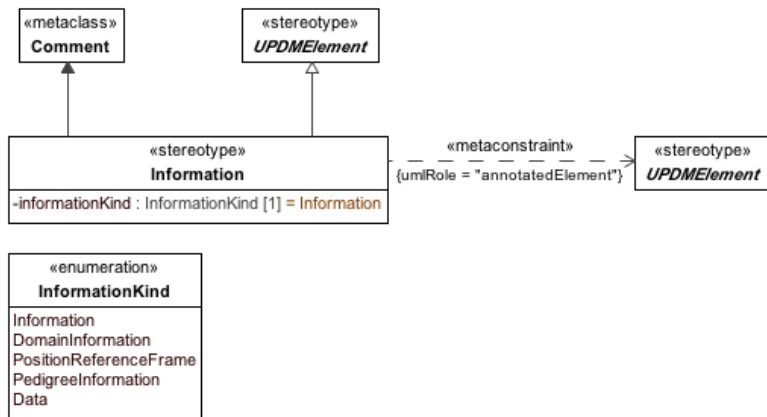 «metaclass»
Comment
«stereotype»
UPDMElement
«stereotype»
Information
-informationKind : InformationKind [1] = Information
«metaconstraint»
{umlRole = "annotatedElement"}
«stereotype»
UPDMElement
«enumeration»
InformationKind
Information
DomainInformation
PositionReferenceFrame
PedigreeInformation
Data